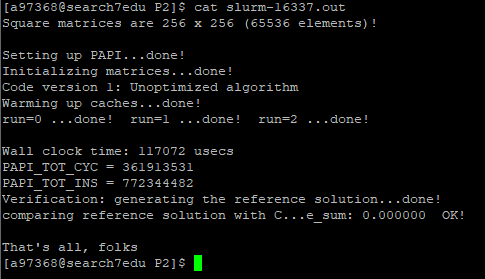 [a97368@search7edu P2]$ cat slurm-16337.out
Square matrices are 256 x 256 (65536 elements)!
Setting up PAPI...done!
Initializing matrices...done!
Code version 1: Unoptimized algorithm
Warming up caches...done!
run=0 ...done!  run=1 ...done!  run=2 ...done!
Wall clock time: 117072 usecs
PAPI_TOT_CYC = 361913531
PAPI_TOT_INS = 772344482
Verification: generating the reference solution...done!
comparing reference solution with C...e_sum: 0.000000  OK!
That's all, folks
[a97368@search7edu P2]$